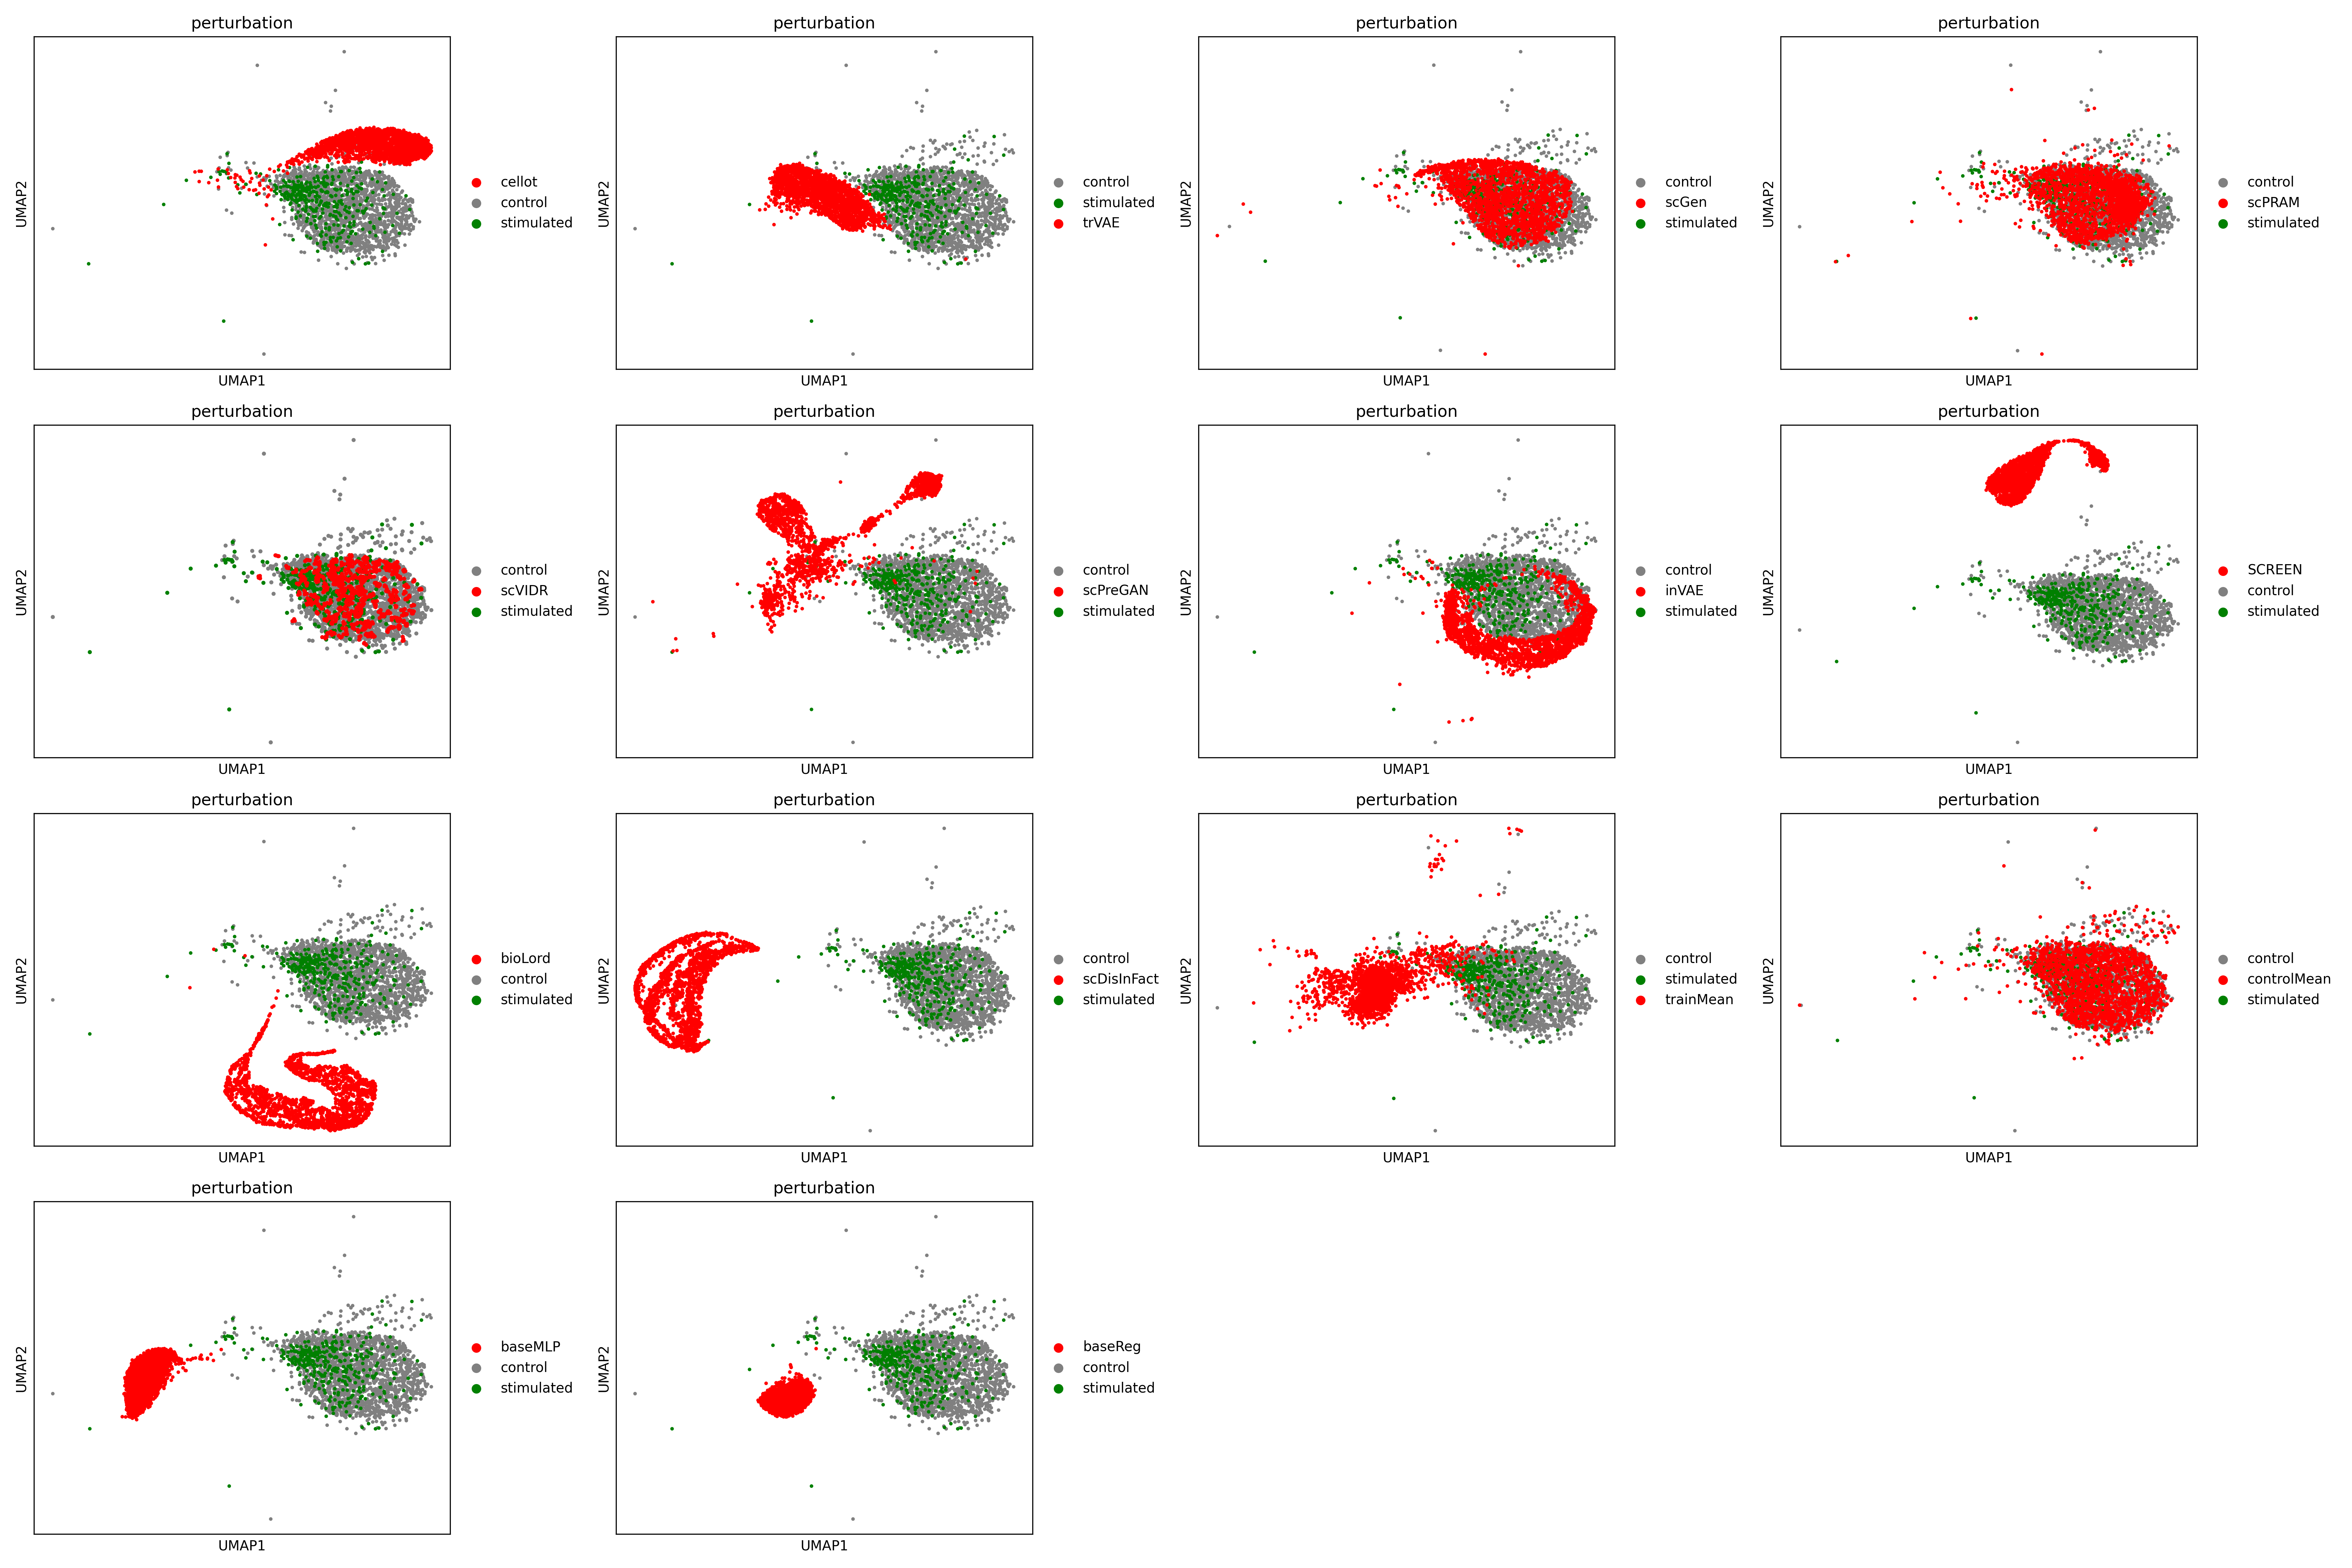 perturbation
UMAP2
UMAP1
cellot
control
stimulated
perturbation
UMAP2
UMAP1
control
stimulated
trVAE
perturbation
UMAP2
UMAP1
control
scGen
stimulated
perturbation
UMAP2
UMAP1
control
scPRAM
stimulated
perturbation
UMAP2
UMAP1
control
scVIDR
stimulated
perturbation
UMAP2
UMAP1
control
scPreGAN
stimulated
perturbation
UMAP2
UMAP1
control
inVAE
stimulated
perturbation
UMAP2
UMAP1
SCREEN
control
stimulated
perturbation
UMAP2
UMAP1
bioLord
control
stimulated
perturbation
UMAP2
UMAP1
control
scDisInFact
stimulated
perturbation
UMAP2
UMAP1
control
stimulated
trainMean
perturbation
UMAP2
UMAP1
control
controlMean
stimulated
perturbation
UMAP2
UMAP1
baseMLP
control
stimulated
perturbation
UMAP2
UMAP1
baseReg
control
stimulated